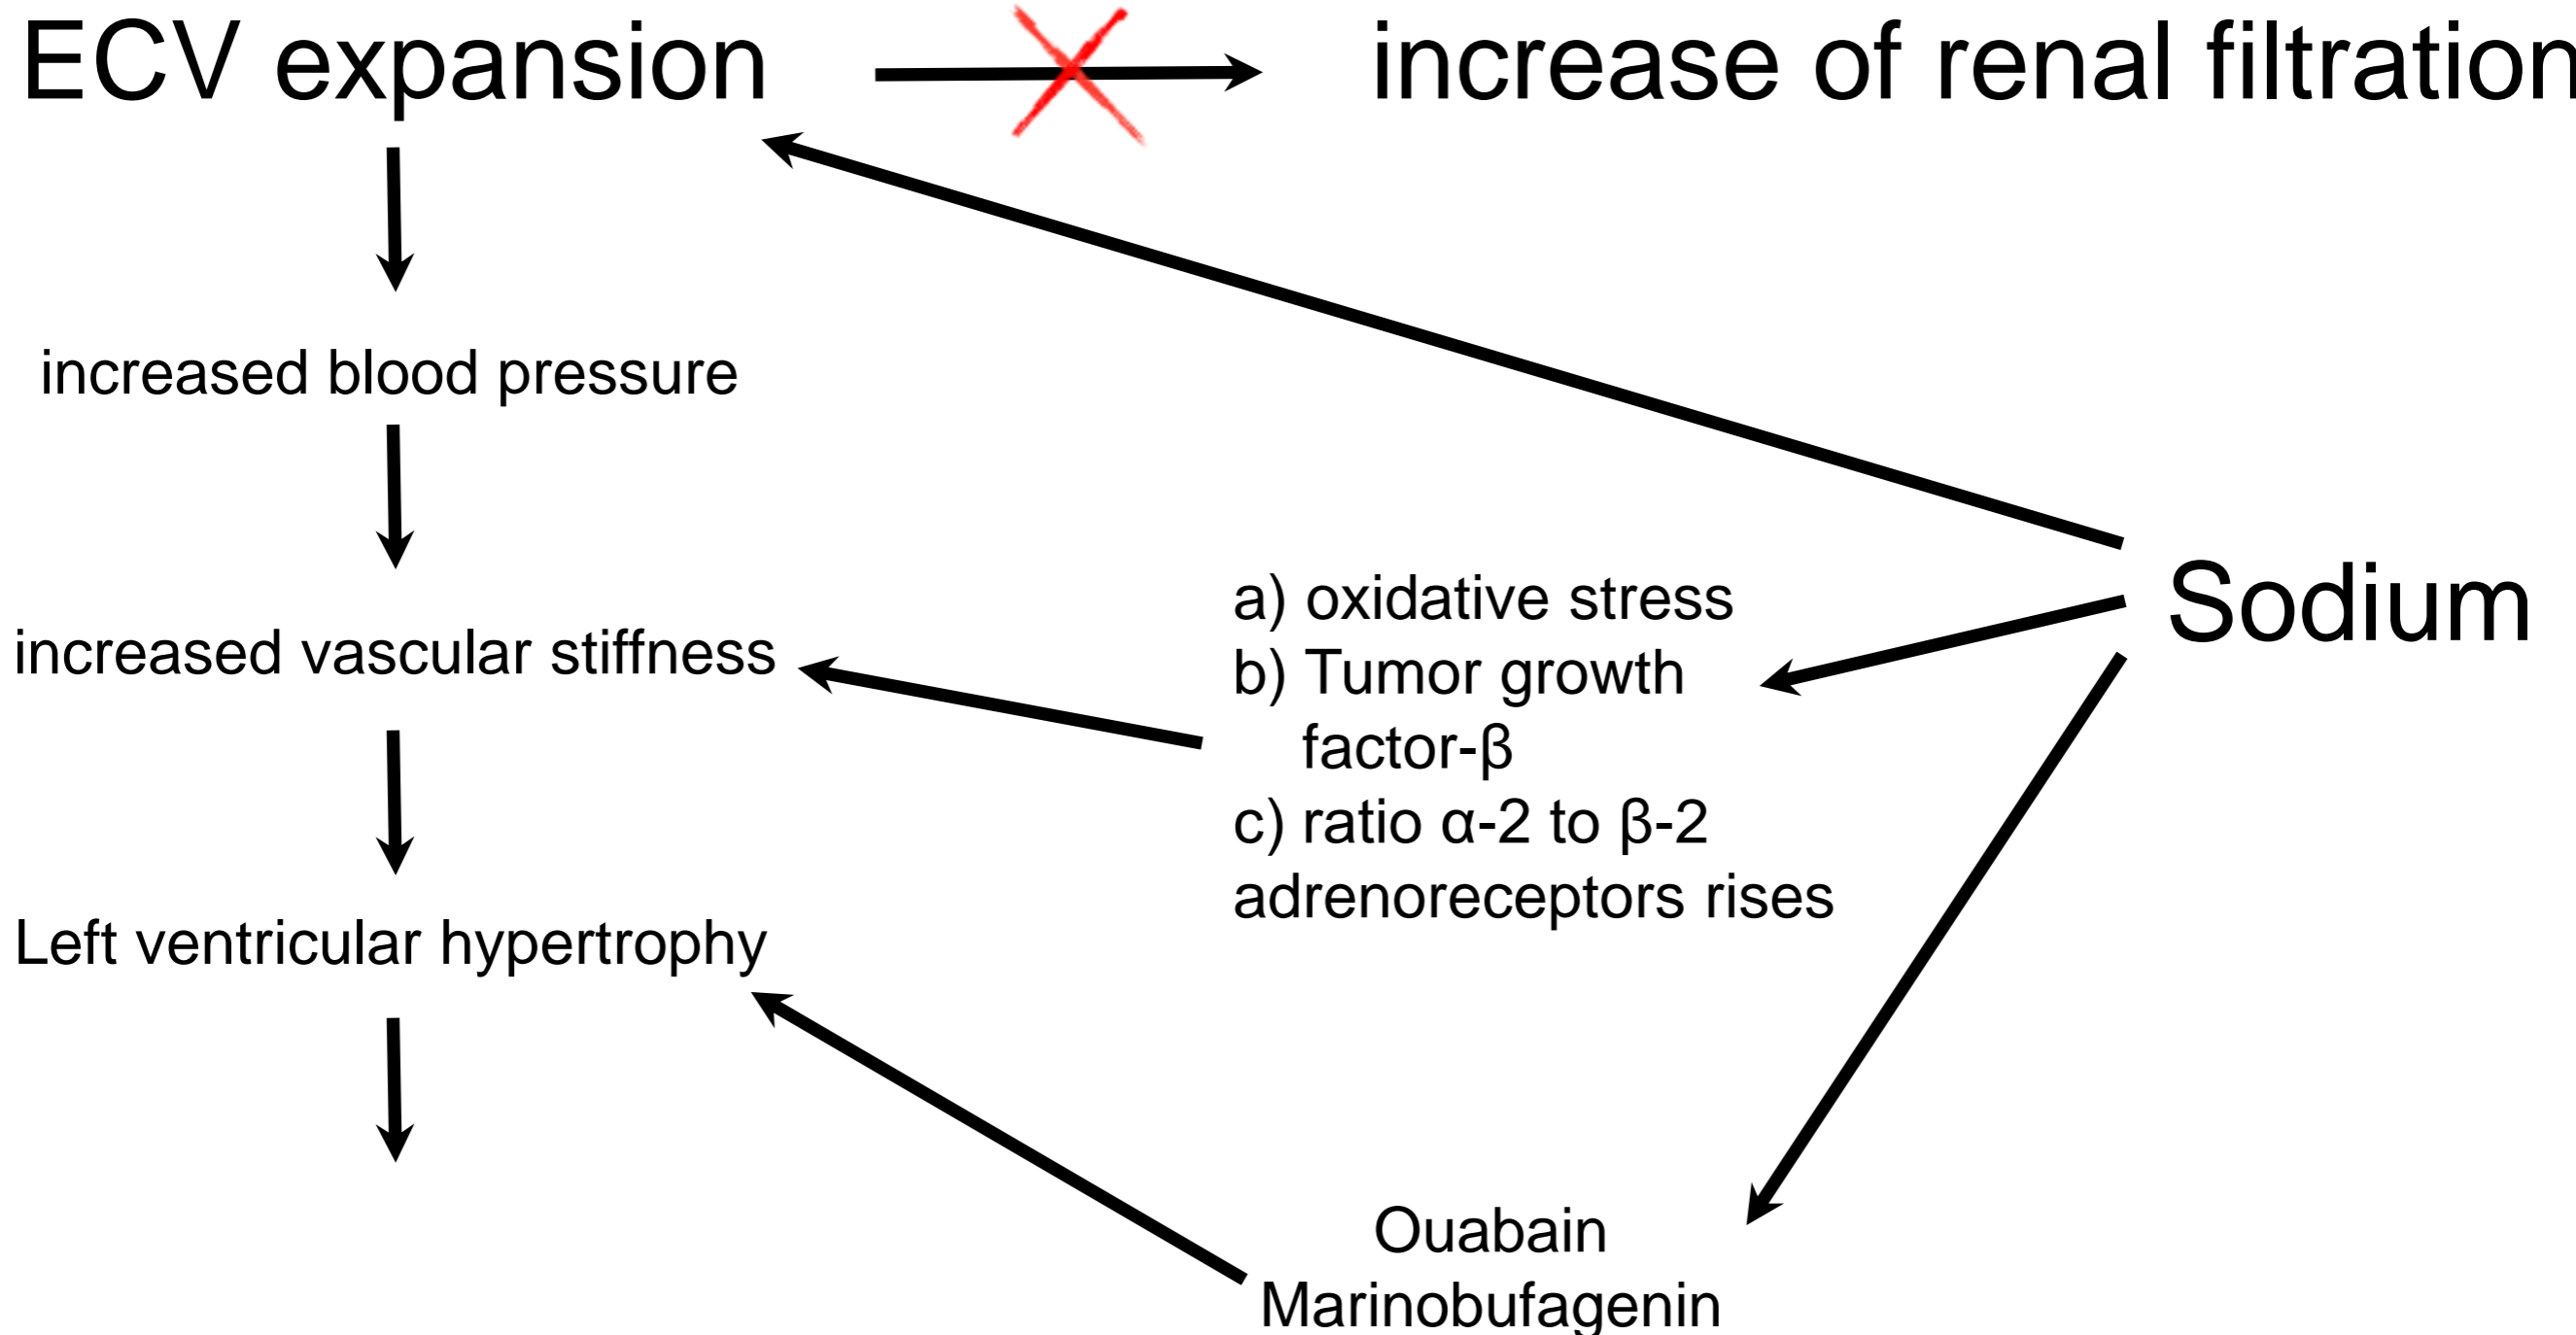 ECV expansion
increase of renal filtration
increased blood pressure
increased vascular stiffness
Left ventricular hypertrophy
a) oxidative stress
b) Tumor growth
factor-β
c) ratio α-2 to β-2
adrenoreceptors rises
Sodium
Ouabain
Marinobufagenin